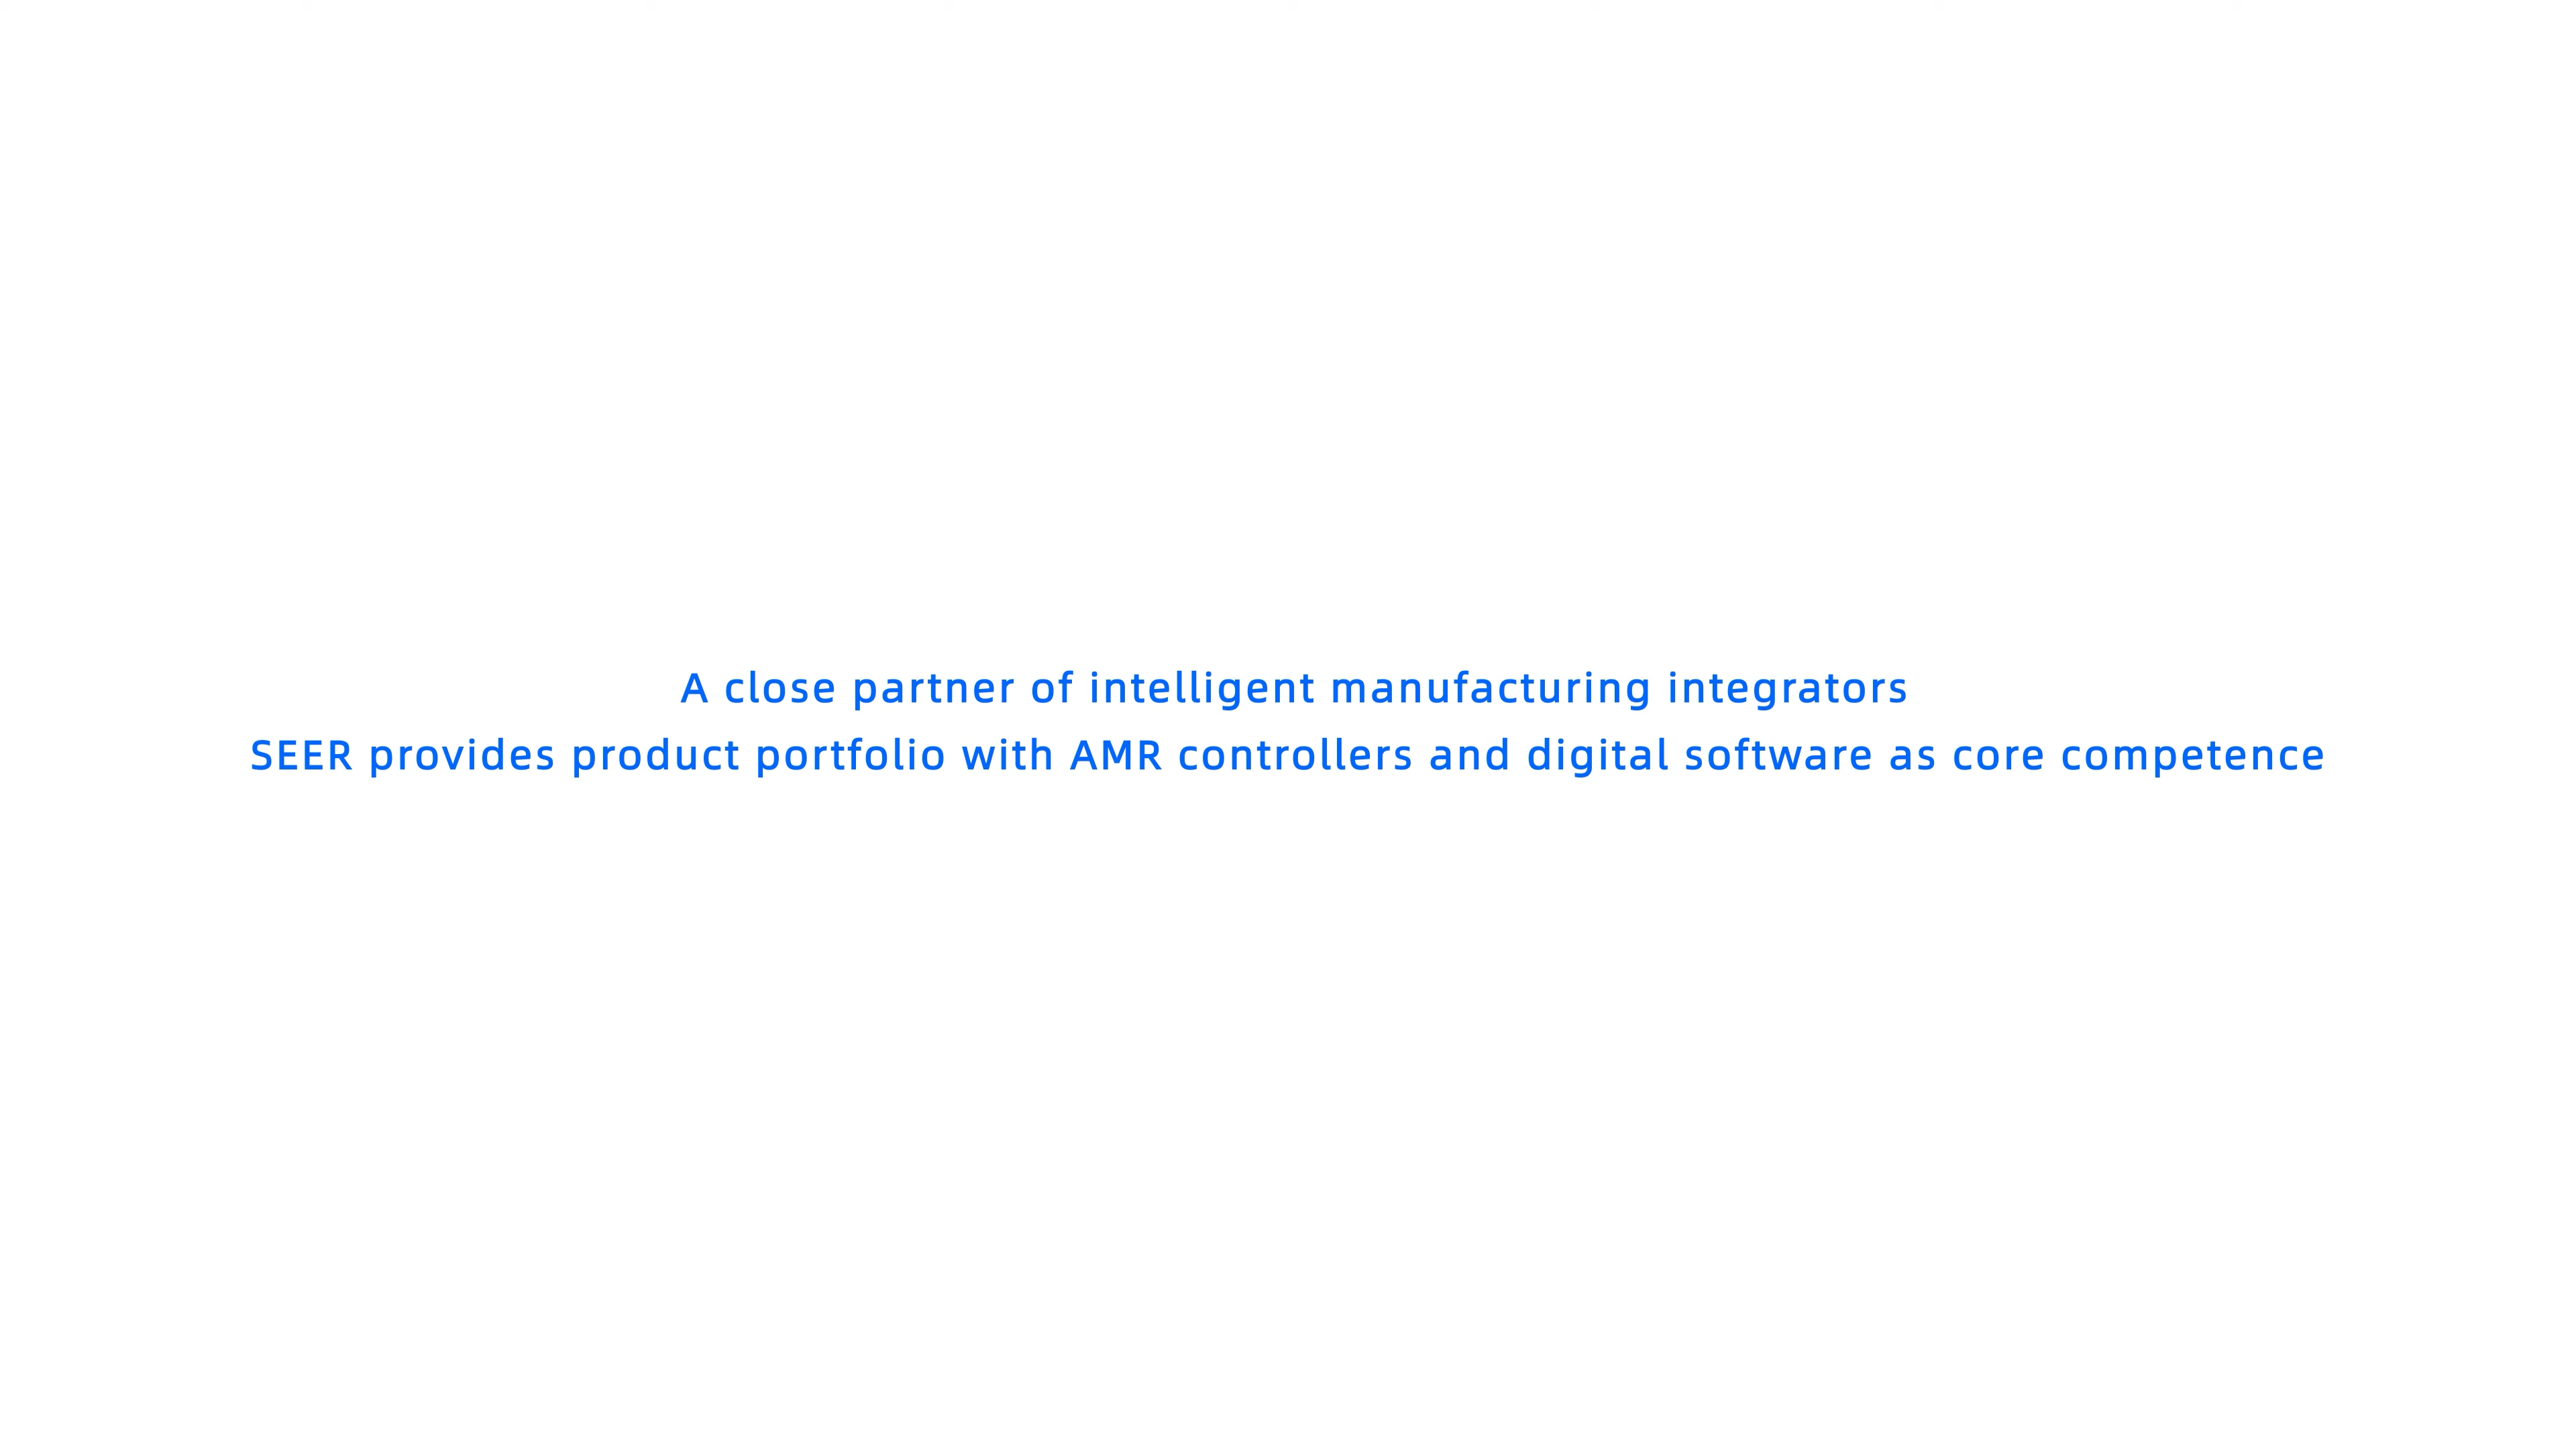 A close partner of intelligent manufacturing integrators
SEER provides product portfolio with AMR controllers and digital software as core competence